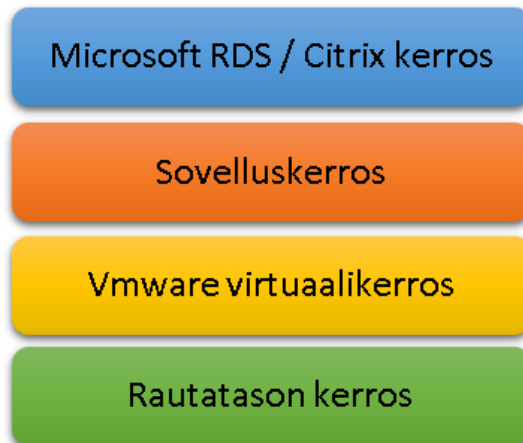 Microsoft RDS / Citrix kerros
Sovelluskerros
Vmware virtuaalikerros
Rautatason kerros